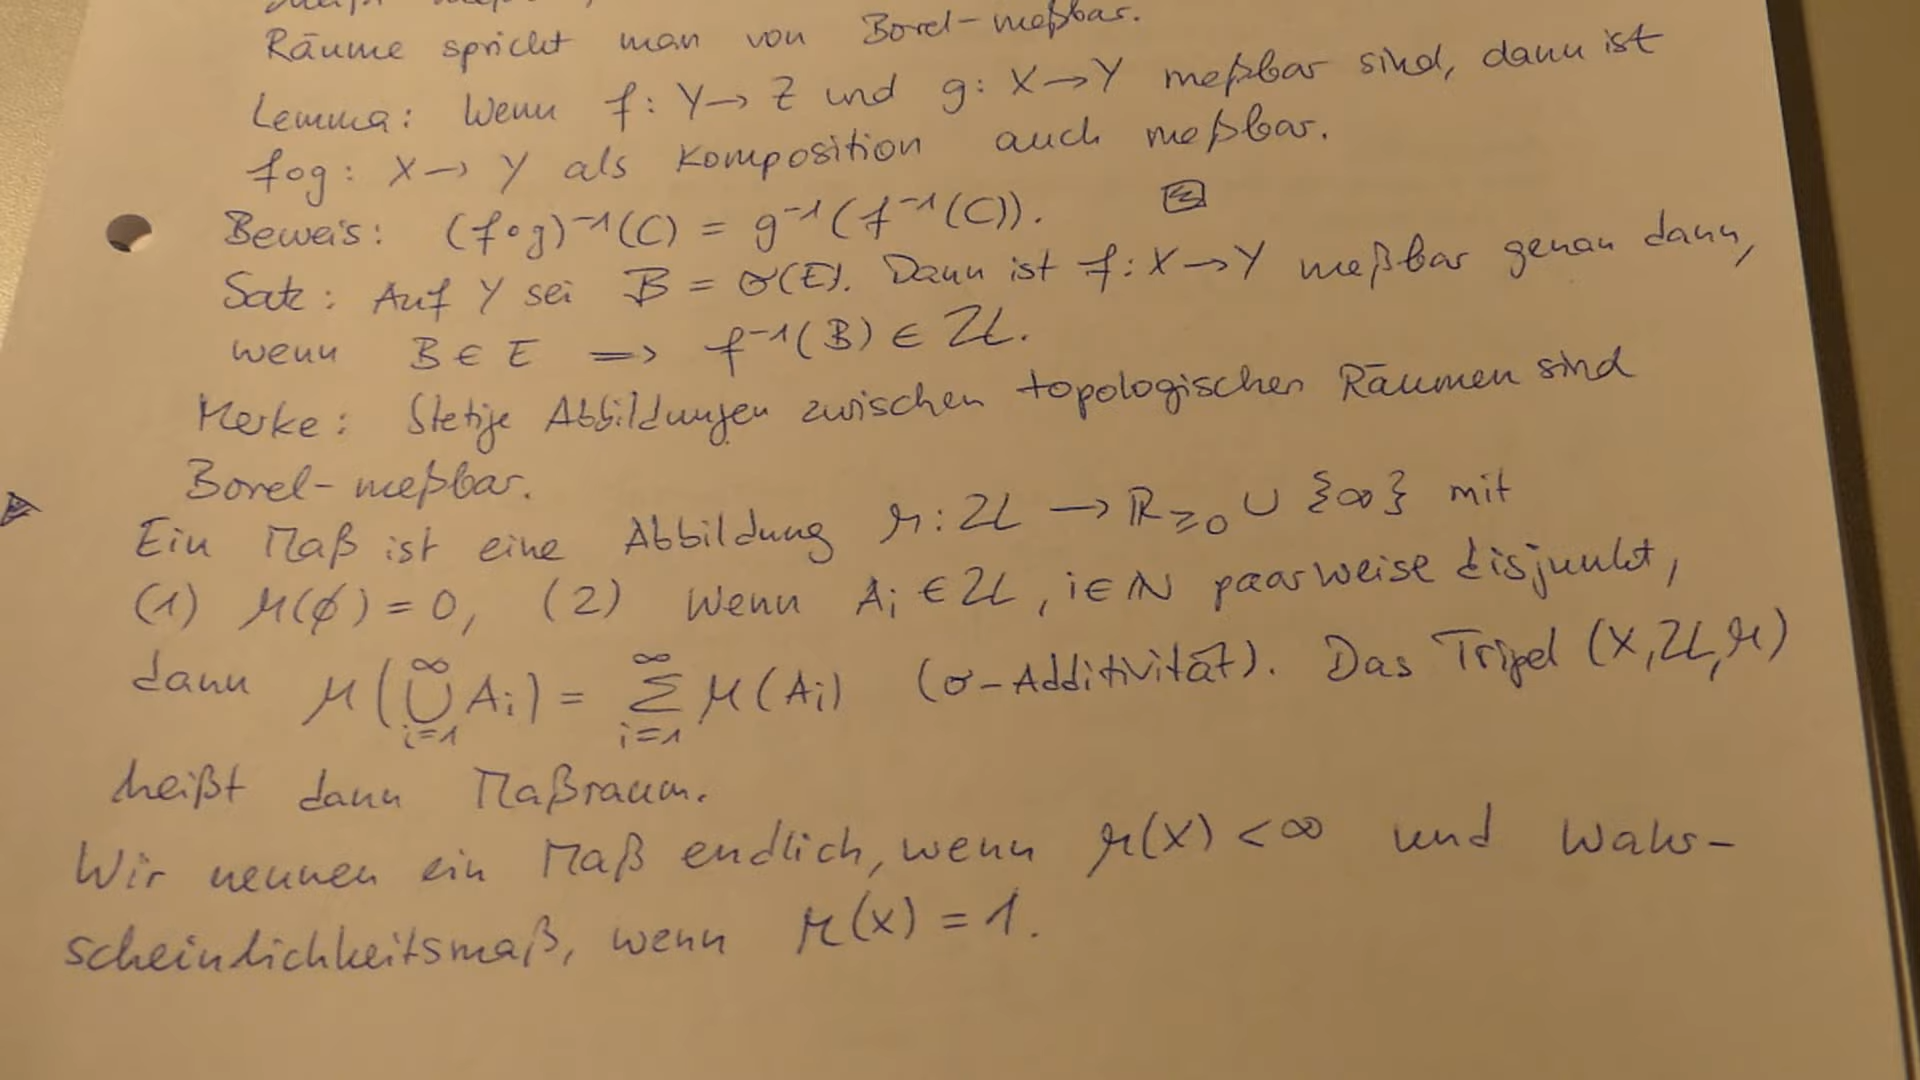 Räume spricht man von Borel-meßbar.
Lemma: Wenn f: Y → Z und g: X → Y meßbar sind, dann ist
f∘g: X → Y als Komposition auch meßbar.
Beweis: (f∘g)⁻¹(C) = g⁻¹(f⁻¹(C)).
Satz: Auf Y sei B = σ(E). Dann ist f: X → Y meßbar genau dann,
wenn B ∈ E ⇒ f⁻¹(B) ∈ 𝔄.
Merke: Stetige Abbildungen zwischen topologischen Räumen sind
Borel-meßbar.
Ein Maß ist eine Abbildung μ: 𝔄 → ℝ≥0 ∪ {∞} mit
(1) μ(∅) = 0, (2) Wenn Aᵢ ∈ 𝔄, i ∈ ℕ paarweise disjunkt,
dann μ(⋃_{i=1}^∞ Aᵢ) = ∑_{i=1}^∞ μ(Aᵢ) (σ-Additivität). Das Tripel (X, 𝔄, μ)
heißt dann Maßraum.
Wir nennen ein Maß endlich, wenn μ(X) < ∞ und Wahr-
scheinlichkeitsmaß, wenn μ(X) = 1.